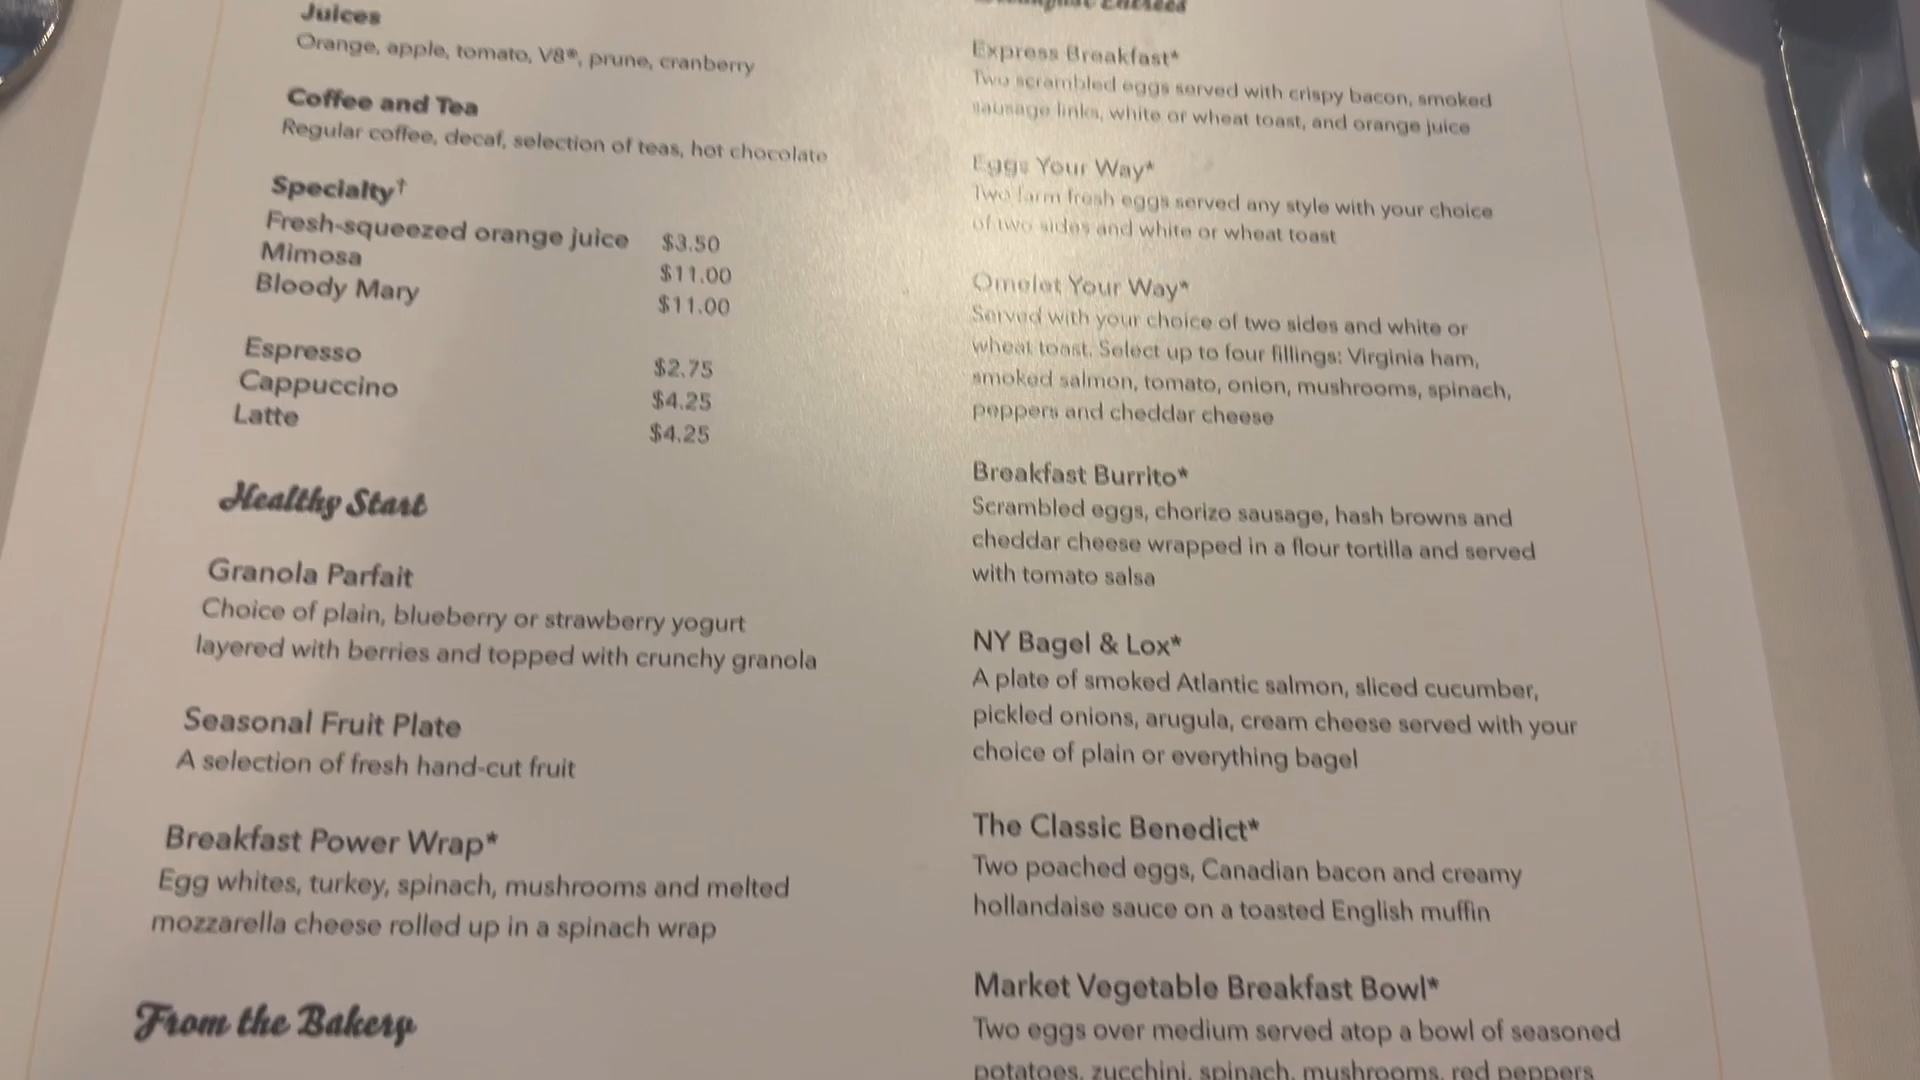 Juices
Orange, apple, tomato, V8®, prune, cranberry
Coffee and Tea
Regular coffee, decaf, selection of teas, hot chocolate
Specialty†
Fresh-squeezed orange juice $3.50
Mimosa $11.00
Bloody Mary $11.00
Espresso $2.75
Cappuccino $4.25
Latte $4.25
Healthy Start
Granola Parfait
Choice of plain, blueberry or strawberry yogurt
layered with berries and topped with crunchy granola
Seasonal Fruit Plate
A selection of fresh hand-cut fruit
Breakfast Power Wrap*
Egg whites, turkey, spinach, mushrooms and melted
mozzarella cheese rolled up in a spinach wrap
From the Bakery
Breakfast Entrees
Express Breakfast*
Two scrambled eggs served with crispy bacon, smoked
sausage links, white or wheat toast, and orange juice
Eggs Your Way*
Two farm fresh eggs served any style with your choice
of two sides and white or wheat toast
Omelet Your Way*
Served with your choice of two sides and white or
wheat toast. Select up to four fillings: Virginia ham,
smoked salmon, tomato, onion, mushrooms, spinach,
peppers and cheddar cheese
Breakfast Burrito*
Scrambled eggs, chorizo sausage, hash browns and
cheddar cheese wrapped in a flour tortilla and served
with tomato salsa
NY Bagel & Lox*
A plate of smoked Atlantic salmon, sliced cucumber,
pickled onions, arugula, cream cheese served with your
choice of plain or everything bagel
The Classic Benedict*
Two poached eggs, Canadian bacon and creamy
hollandaise sauce on a toasted English muffin
Market Vegetable Breakfast Bowl*
Two eggs over medium served atop a bowl of seasoned
potatoes, zucchini, spinach, mushrooms, red peppers